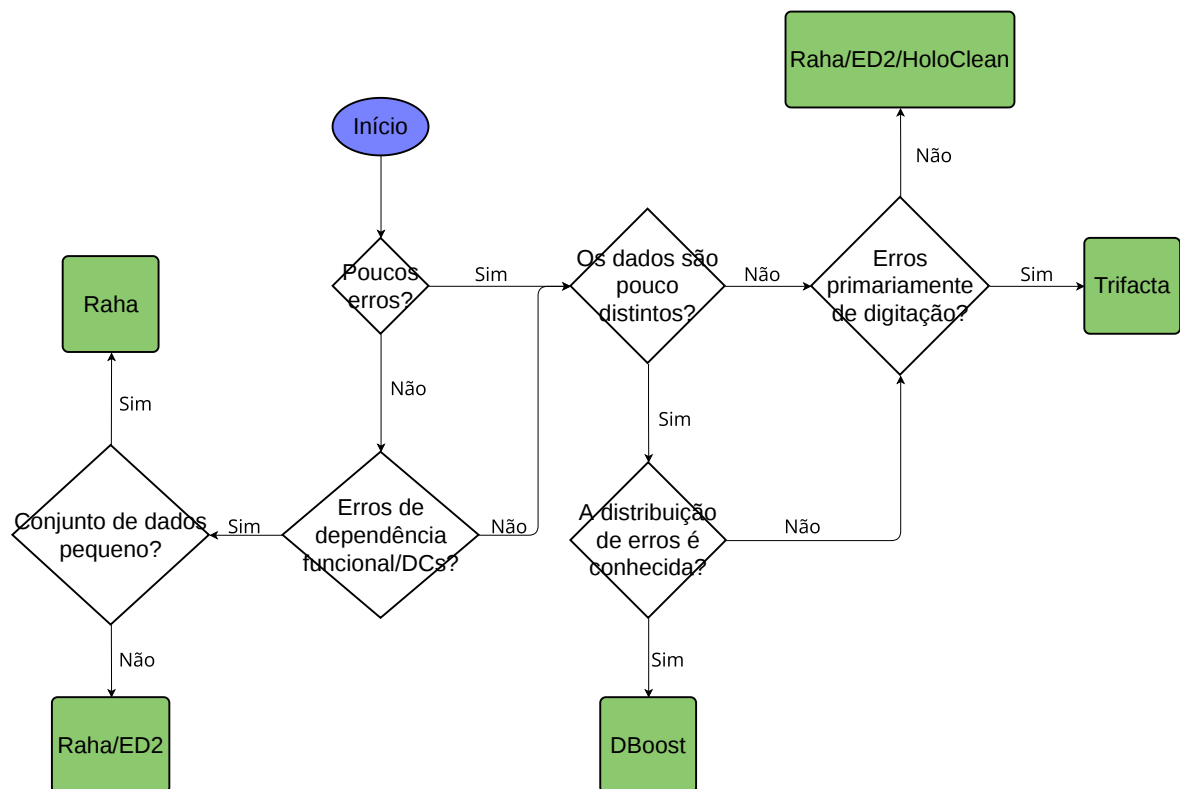 Raha/ED2/HoloClean
Início
Não
Poucos
erros?
Sim
Os dados são
pouco
distintos?
Não
Erros
primariamente
de digitação?
Sim
Trifacta
Raha
Sim
Não
Sim
Conjunto de dados
pequeno?
Sim
Erros de
dependência
funcional/DCs?
Não
A distribuição
de erros é
conhecida?
Não
Não
Sim
Raha/ED2
DBoost